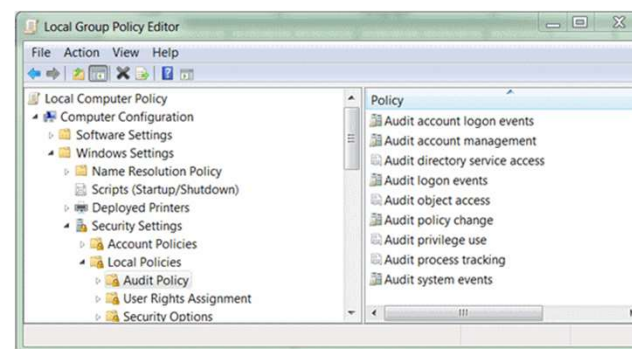 Local Group Policy Editor
File Action View Help
Local Computer Policy
Computer Configuration
Software Settings
Windows Settings
Name Resolution Policy
Scripts (Startup/Shutdown)
Deployed Printers
Security Settings
Account Policies
Local Policies
Audit Policy
User Rights Assignment
Security Options
Policy
Audit account logon events
Audit account management
Audit directory service access
Audit logon events
Audit object access
Audit policy change
Audit privilege use
Audit process tracking
Audit system events